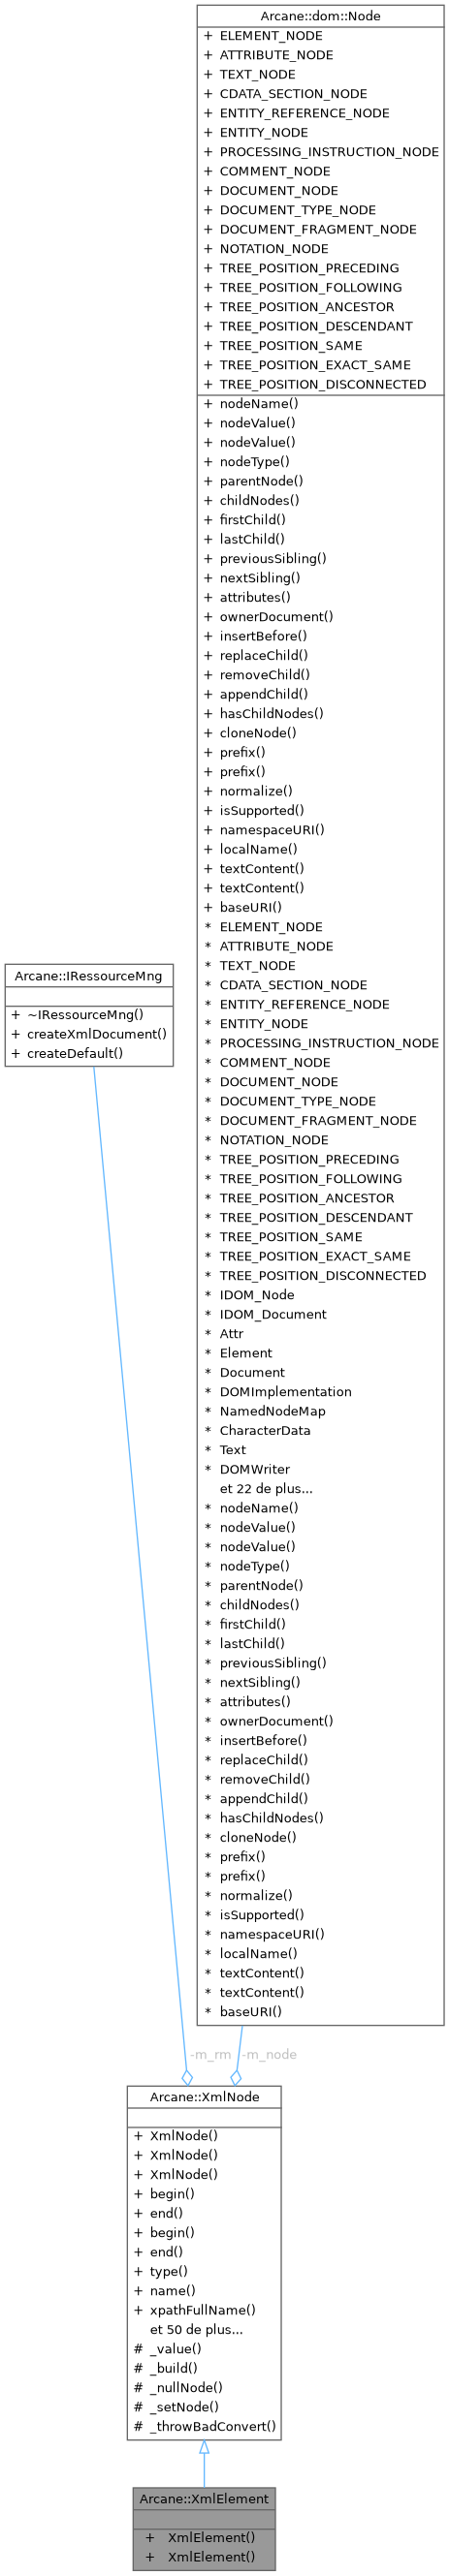 Arcane::dom::Node
+ ELEMENT_NODE
+ ATTRIBUTE_NODE
+ TEXT_NODE
+ CDATA_SECTION_NODE
+ ENTITY_REFERENCE_NODE
+ ENTITY_NODE
+ PROCESSING_INSTRUCTION_NODE
+ COMMENT_NODE
+ DOCUMENT_NODE
+ DOCUMENT_TYPE_NODE
+ DOCUMENT_FRAGMENT_NODE
+ NOTATION_NODE
+ TREE_POSITION_PRECEDING
+ TREE_POSITION_FOLLOWING
+ TREE_POSITION_ANCESTOR
+ TREE_POSITION_DESCENDANT
+ TREE_POSITION_SAME
+ TREE_POSITION_EXACT_SAME
+ TREE_POSITION_DISCONNECTED
+ nodeName()
+ nodeValue()
+ nodeValue()
+ nodeType()
+ parentNode()
+ childNodes()
+ firstChild()
+ lastChild()
+ previousSibling()
+ nextSibling()
+ attributes()
+ ownerDocument()
+ insertBefore()
+ replaceChild()
+ removeChild()
+ appendChild()
+ hasChildNodes()
+ cloneNode()
+ prefix()
+ prefix()
+ normalize()
+ isSupported()
+ namespaceURI()
+ localName()
+ textContent()
+ textContent()
+ baseURI()
* ELEMENT_NODE
* ATTRIBUTE_NODE
* TEXT_NODE
* CDATA_SECTION_NODE
* ENTITY_REFERENCE_NODE
* ENTITY_NODE
* PROCESSING_INSTRUCTION_NODE
* COMMENT_NODE
* DOCUMENT_NODE
* DOCUMENT_TYPE_NODE
* DOCUMENT_FRAGMENT_NODE
* NOTATION_NODE
* TREE_POSITION_PRECEDING
* TREE_POSITION_FOLLOWING
* TREE_POSITION_ANCESTOR
* TREE_POSITION_DESCENDANT
* TREE_POSITION_SAME
* TREE_POSITION_EXACT_SAME
* TREE_POSITION_DISCONNECTED
* IDOM_Node
* IDOM_Document
* Attr
* Element
* Document
* DOMImplementation
* NamedNodeMap
* CharacterData
* Text
* DOMWriter
et 22 de plus...
* nodeName()
* nodeValue()
* nodeValue()
* nodeType()
* parentNode()
* childNodes()
* firstChild()
* lastChild()
* previousSibling()
* nextSibling()
* attributes()
* ownerDocument()
* insertBefore()
* replaceChild()
* removeChild()
* appendChild()
* hasChildNodes()
* cloneNode()
* prefix()
* prefix()
* normalize()
* isSupported()
* namespaceURI()
* localName()
* textContent()
* textContent()
* baseURI()
Arcane::IRessourceMng
+ ~IRessourceMng()
+ createXmlDocument()
+ createDefault()
-m_rm
-m_node
Arcane::XmlNode
+ XmlNode()
+ XmlNode()
+ XmlNode()
+ begin()
+ end()
+ begin()
+ end()
+ type()
+ name()
+ xpathFullName()
et 50 de plus...
# _value()
# _build()
# _nullNode()
# _setNode()
# _throwBadConvert()
Arcane::XmlElement
+ XmlElement()
+ XmlElement()